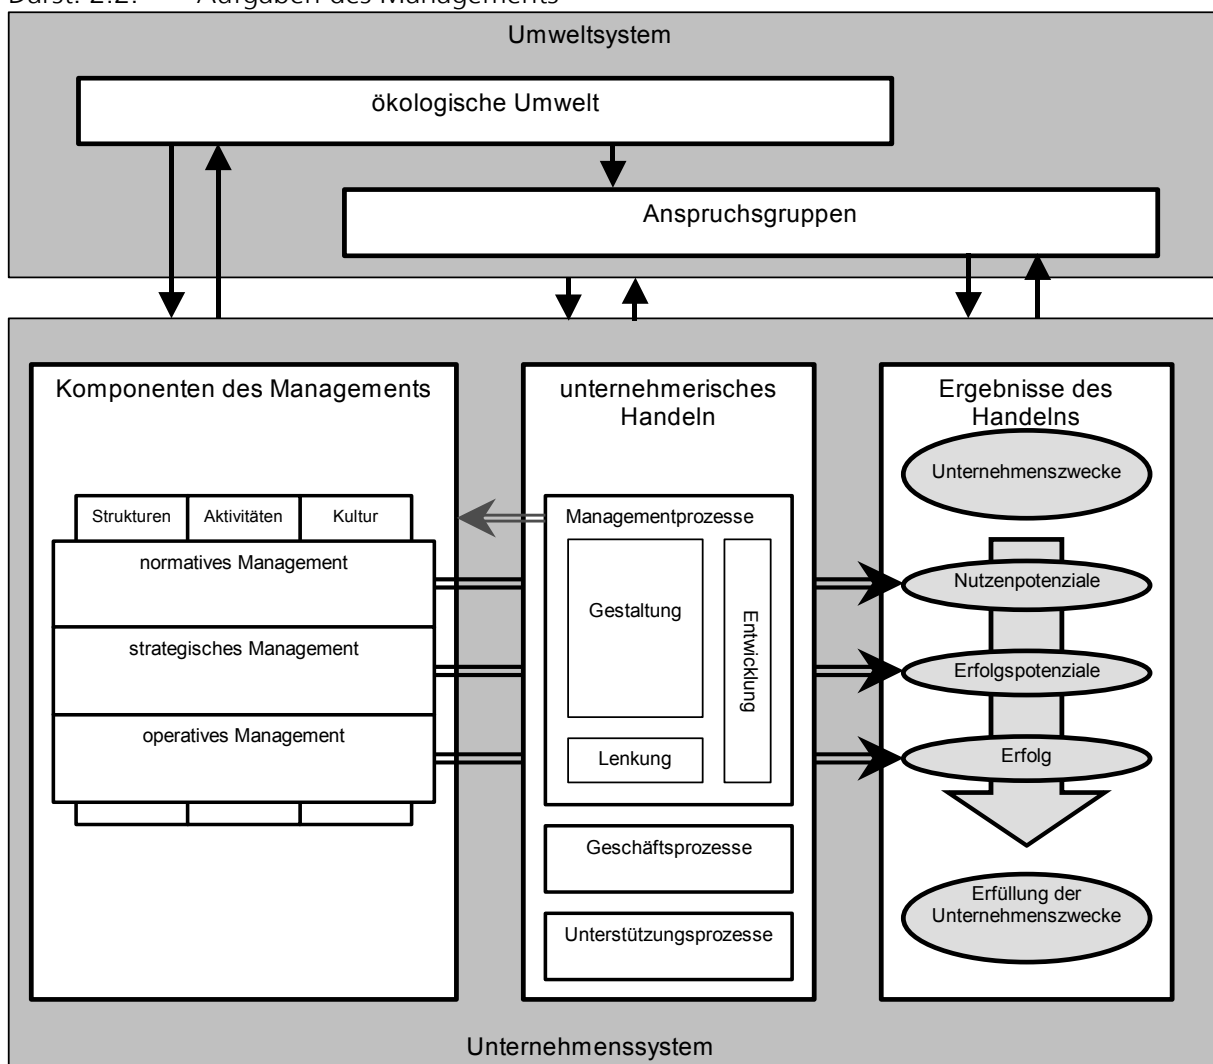 Darst. 2.2: Aufgaben des Managements
Umweltsystem
ökologische Umwelt
Anspruchsgruppen
Komponenten des Managements
Strukturen
Aktivitäten
Kultur
normatives Management
strategisches Management
operatives Management
unternehmerisches
Handeln
Managementprozesse
Gestaltung
Entwicklung
Lenkung
Geschäftsprozesse
Unterstützungsprozesse
Ergebnisse des
Handelns
Unternehmenszwecke
Nutzenpotenziale
Erfolgspotenziale
Erfolg
Erfüllung der
Unternehmenszwecke
Unternehmenssystem